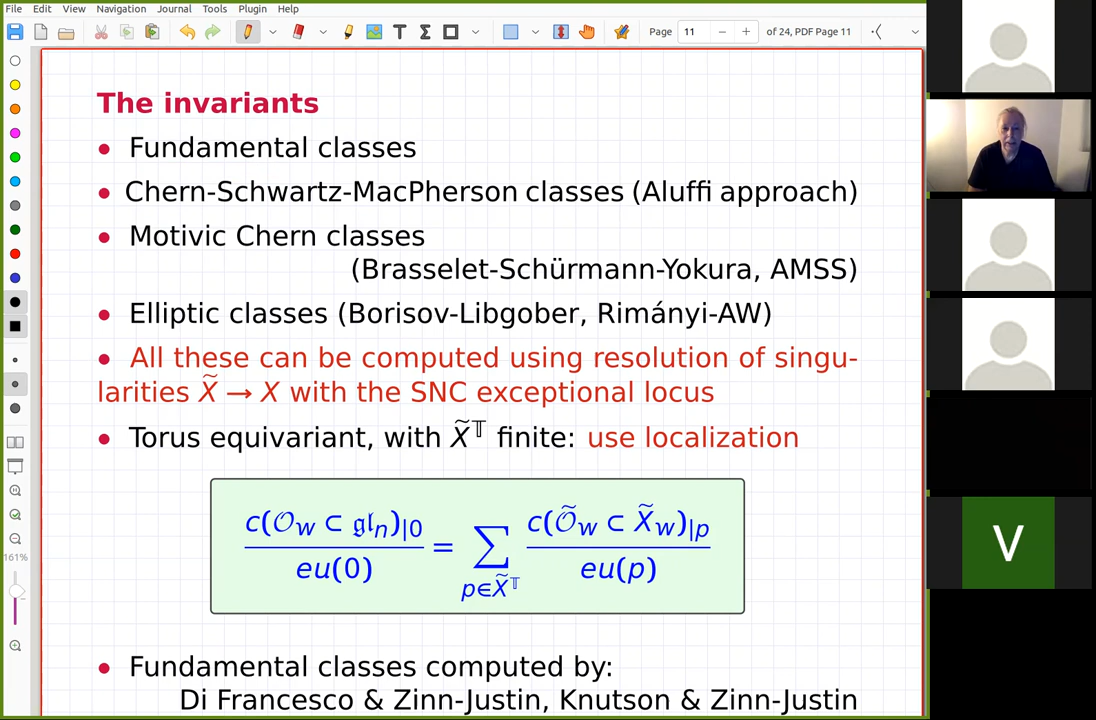 File Edit View Navigation Journal Tools Plugin Help
Page 11 of 24, PDF Page 11
161%
The invariants
• Fundamental classes
• Chern-Schwartz-MacPherson classes (Aluffi approach)
• Motivic Chern classes
(Brasselet-Schürmann-Yokura, AMSS)
• Elliptic classes (Borisov-Libgober, Rimányi-AW)
• All these can be computed using resolution of singu-
larities X̃ → X with the SNC exceptional locus
• Torus equivariant, with X̃^𝕋 finite: use localization
c(𝒪_w ⊂ 𝔤𝔩_n)_{|0} / eu(0) = ∑_{p∈X̃^𝕋} c(𝒪̃_w ⊂ X̃_w)_{|p} / eu(p)
• Fundamental classes computed by:
Di Francesco & Zinn-Justin, Knutson & Zinn-Justin
V